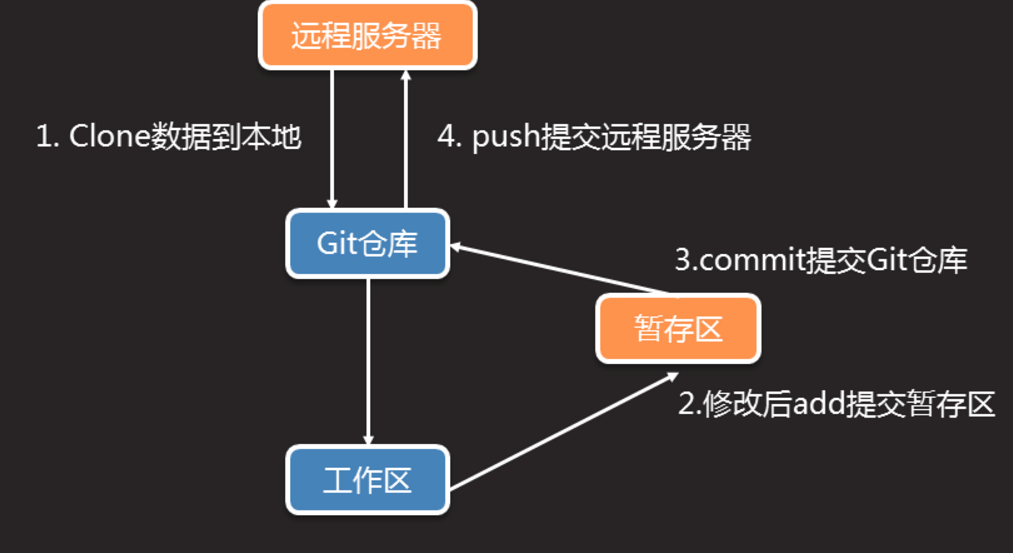 远程服务器
1. Clone数据到本地
4. push提交远程服务器
Git仓库
3.commit提交Git仓库
暂存区
2.修改后add提交暂存区
工作区